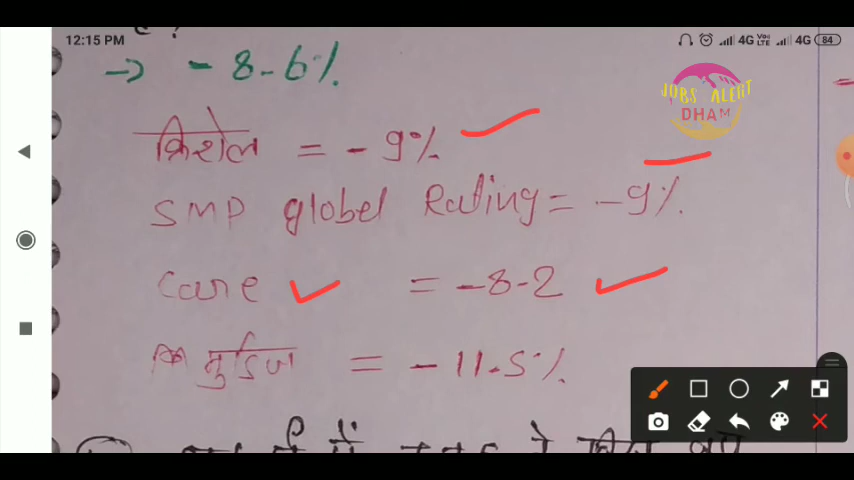 12:15 PM
4G VoLTE 4G 84
→ - 8-6%
JOBS ALERT
DHAM
क्रिसेल = -9%
SMP globel Rating = -9%
Care = -8-2
मुडिज = -11.5%